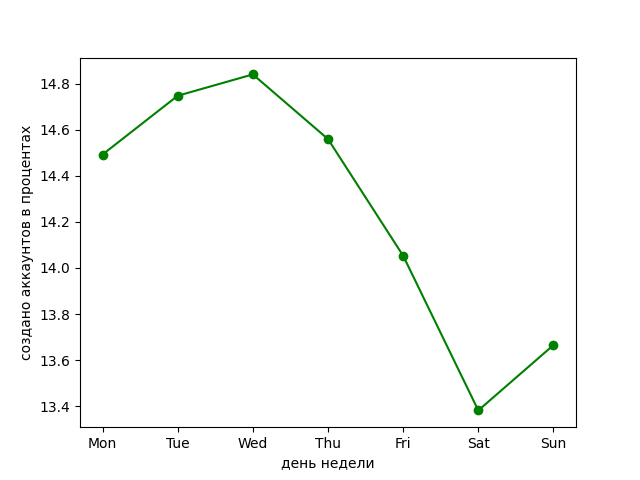 14.8
14.6
14.4
14.2
14.0
13.8
13.6
13.4
создано аккаунтов в процентах
Mon Tue Wed Thu Fri Sat Sun
день недели